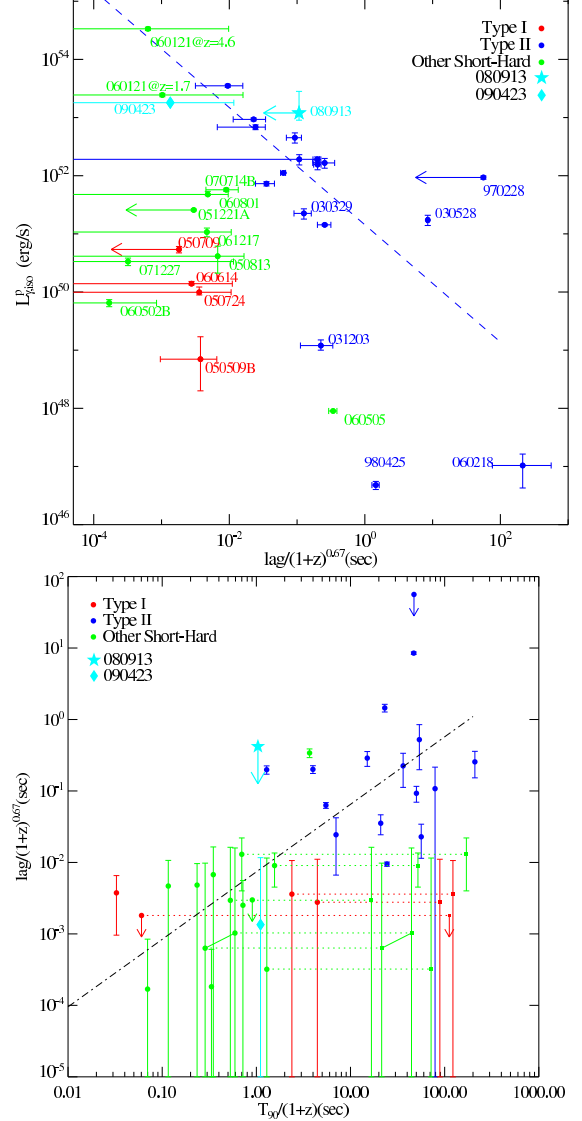 10^54
10^52
10^50
10^48
10^46
L^p_γ,iso (erg/s)
Type I
Type II
Other Short-Hard
080913
090423
060121@z=4.6
060121@z=1.7
090423
080913
970228
070714B
060801
051221A
030329
030528
061217
050709
050813
071227
060614
050724
060502B
031203
050509B
060505
980425
060218
10^-4
10^-2
10^0
10^2
lag/(1+z)^0.67 (sec)
10^2
10^1
10^0
10^-1
10^-2
10^-3
10^-4
10^-5
lag/(1+z)^0.67 (sec)
Type I
Type II
Other Short-Hard
080913
090423
0.01
0.10
1.00
10.00
100.00
1000.00
T_90/(1+z)(sec)